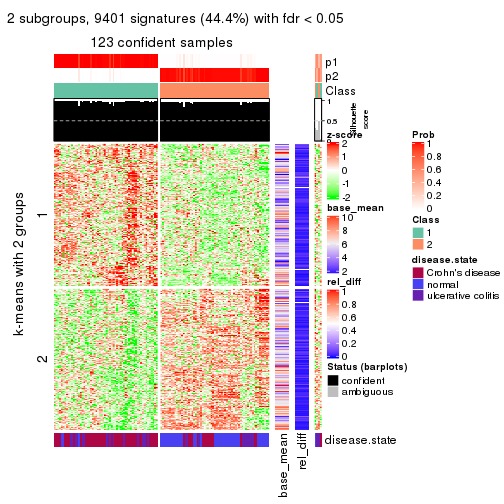 2 subgroups, 9401 signatures (44.4%) with fdr < 0.05
123 confident samples
p1
p2
Class
1
0.5
0
Silhouette
score
k-means with 2 groups
1
2
z-score
2
1
0
-1
-2
base_mean
10
8
6
4
2
rel_diff
1
0.8
0.6
0.4
0.2
0
Status (barplots)
confident
ambiguous
Prob
1
0.8
0.6
0.4
0.2
0
Class
1
2
disease.state
Crohn's disease
normal
ulcerative colitis
disease.state
base_mean
rel_diff